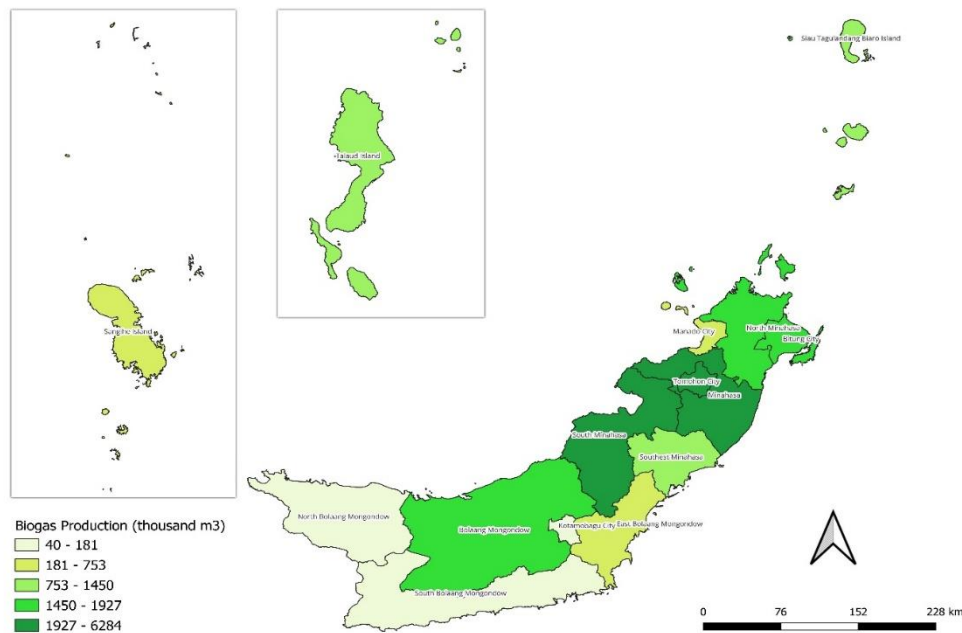 Siau Tagulandang Biaro Island
Talaud Island
Sangihe Island
North Minahasa
Manado City
Bitung City
Tomohon City
Minahasa
South Minahasa
Southest Minahasa
North Bolaang Mongondow
Bolaang Mongondow
Kotamobagu City
East Bolaang Mongondow
South Bolaang Mongondow
Biogas Production (thousand m3)
40 - 181
181 - 753
753 - 1450
1450 - 1927
1927 - 6284
0 76 152 228 km